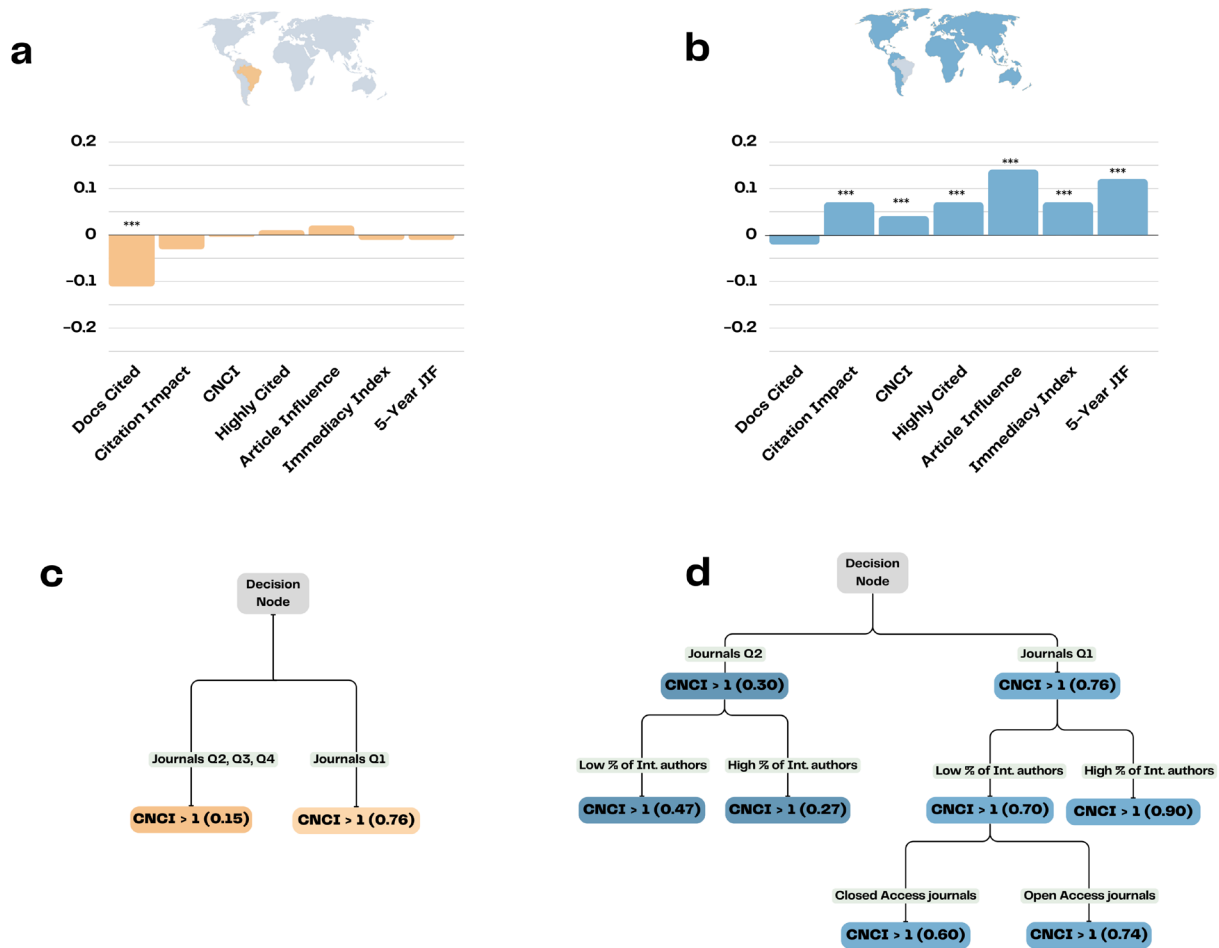 a
0.2
0.1
0
-0.1
-0.2
***
Docs Cited
Citation Impact
CNCI
Highly Cited
Article Influence
Immediacy Index
5-Year JIF
b
0.2
0.1
0
-0.1
-0.2
***
***
***
***
***
***
Docs Cited
Citation Impact
CNCI
Highly Cited
Article Influence
Immediacy Index
5-Year JIF
c
Decision
Node
Journals Q2, Q3, Q4
Journals Q1
CNCI > 1 (0.15)
CNCI > 1 (0.76)
d
Decision
Node
Journals Q2
Journals Q1
CNCI > 1 (0.30)
CNCI > 1 (0.76)
Low % of Int. authors
High % of Int. authors
Low % of Int. authors
High % of Int. authors
CNCI > 1 (0.47)
CNCI > 1 (0.27)
CNCI > 1 (0.70)
CNCI > 1 (0.90)
Closed Access journals
Open Access journals
CNCI > 1 (0.60)
CNCI > 1 (0.74)